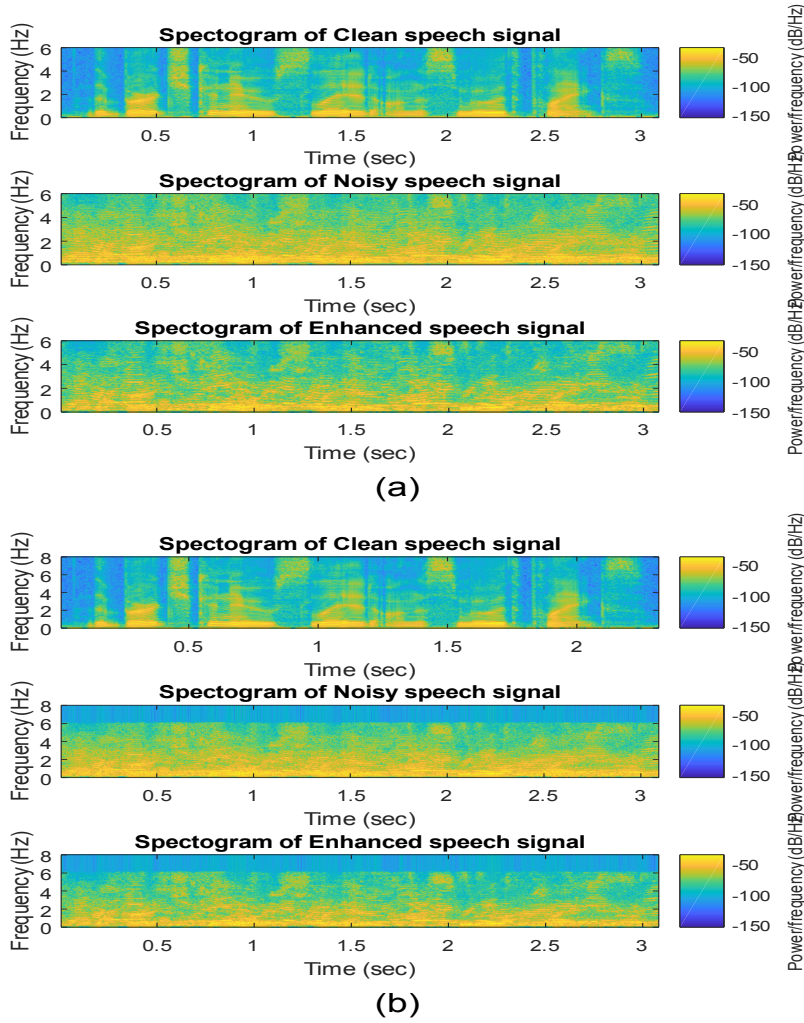 Spectogram of Clean speech signal
Frequency (Hz)
6
4
2
0
0.5 1 1.5 2 2.5 3
Time (sec)
-50
-100
-150
Power/frequency (dB/Hz)
Spectogram of Noisy speech signal
Frequency (Hz)
6
4
2
0
0.5 1 1.5 2 2.5 3
Time (sec)
-50
-100
-150
Power/frequency (dB/Hz)
Spectogram of Enhanced speech signal
Frequency (Hz)
6
4
2
0
0.5 1 1.5 2 2.5 3
Time (sec)
-50
-100
-150
Power/frequency (dB/Hz)
(a)
Spectogram of Clean speech signal
Frequency (Hz)
8
6
4
2
0
0.5 1 1.5 2
Time (sec)
-50
-100
-150
Power/frequency (dB/Hz)
Spectogram of Noisy speech signal
Frequency (Hz)
8
6
4
2
0
0.5 1 1.5 2 2.5 3
Time (sec)
-50
-100
-150
Power/frequency (dB/Hz)
Spectogram of Enhanced speech signal
Frequency (Hz)
8
6
4
2
0
0.5 1 1.5 2 2.5 3
Time (sec)
-50
-100
-150
Power/frequency (dB/Hz)
(b)